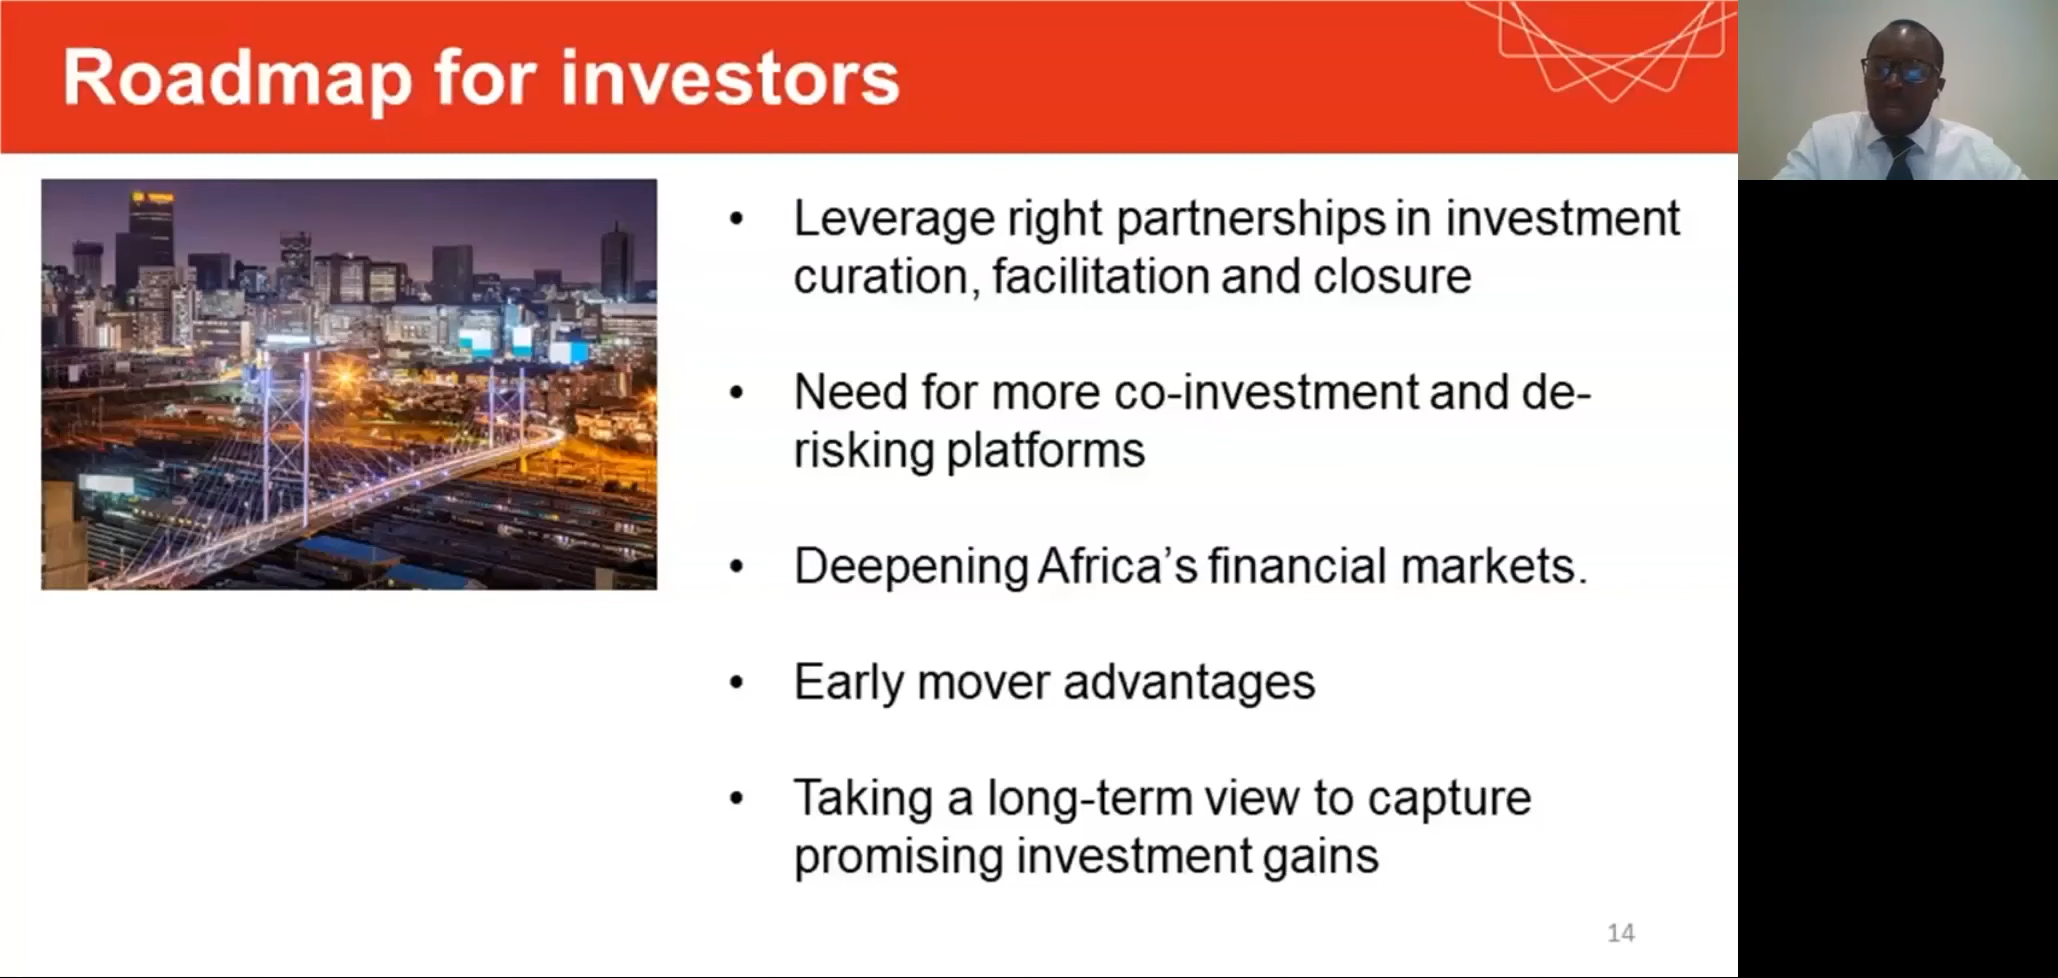 Roadmap for investors
• Leverage right partnerships in investment
curation, facilitation and closure
• Need for more co-investment and de-
risking platforms
• Deepening Africa’s financial markets.
• Early mover advantages
• Taking a long-term view to capture
promising investment gains
14